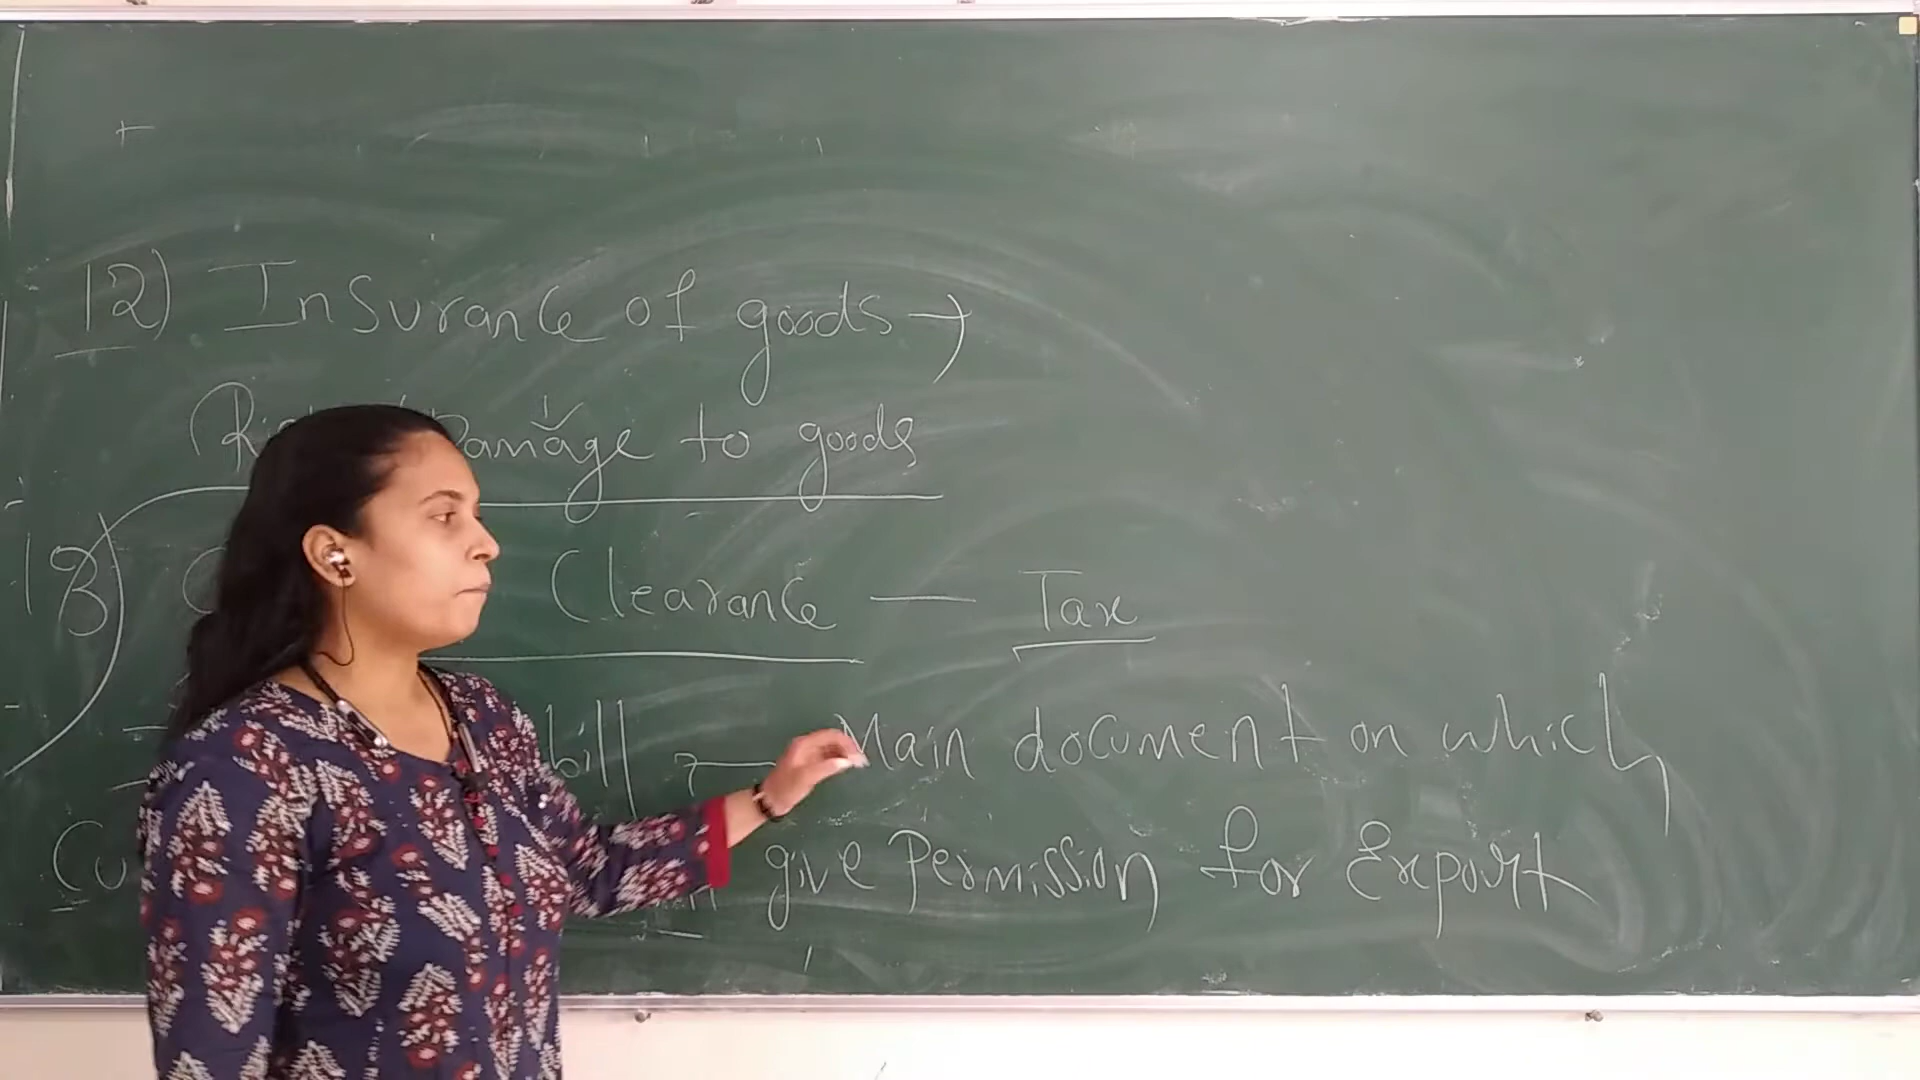 12) Insurance of goods →
Damage to goods
13) Clearance — Tax
bill — Main document on which
give Permission for Export